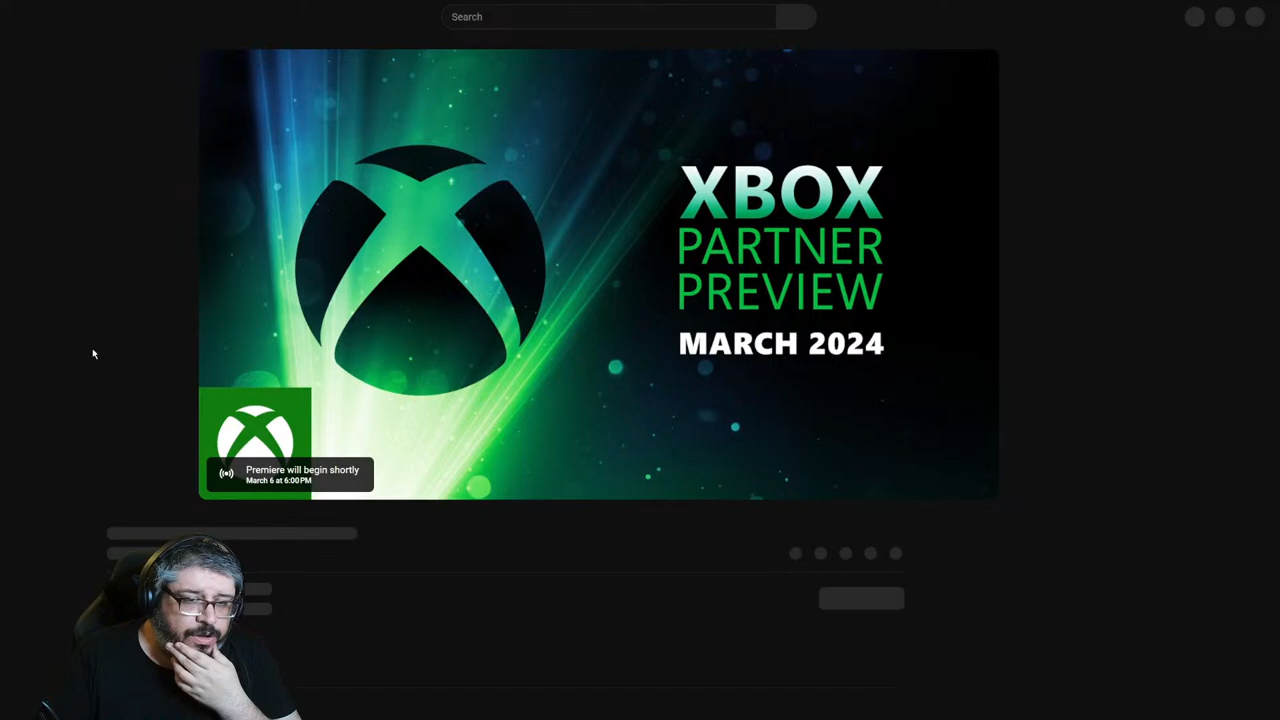 Search
XBOX
PARTNER
PREVIEW
MARCH 2024
Premiere will begin shortly
March 6 at 6:00 PM